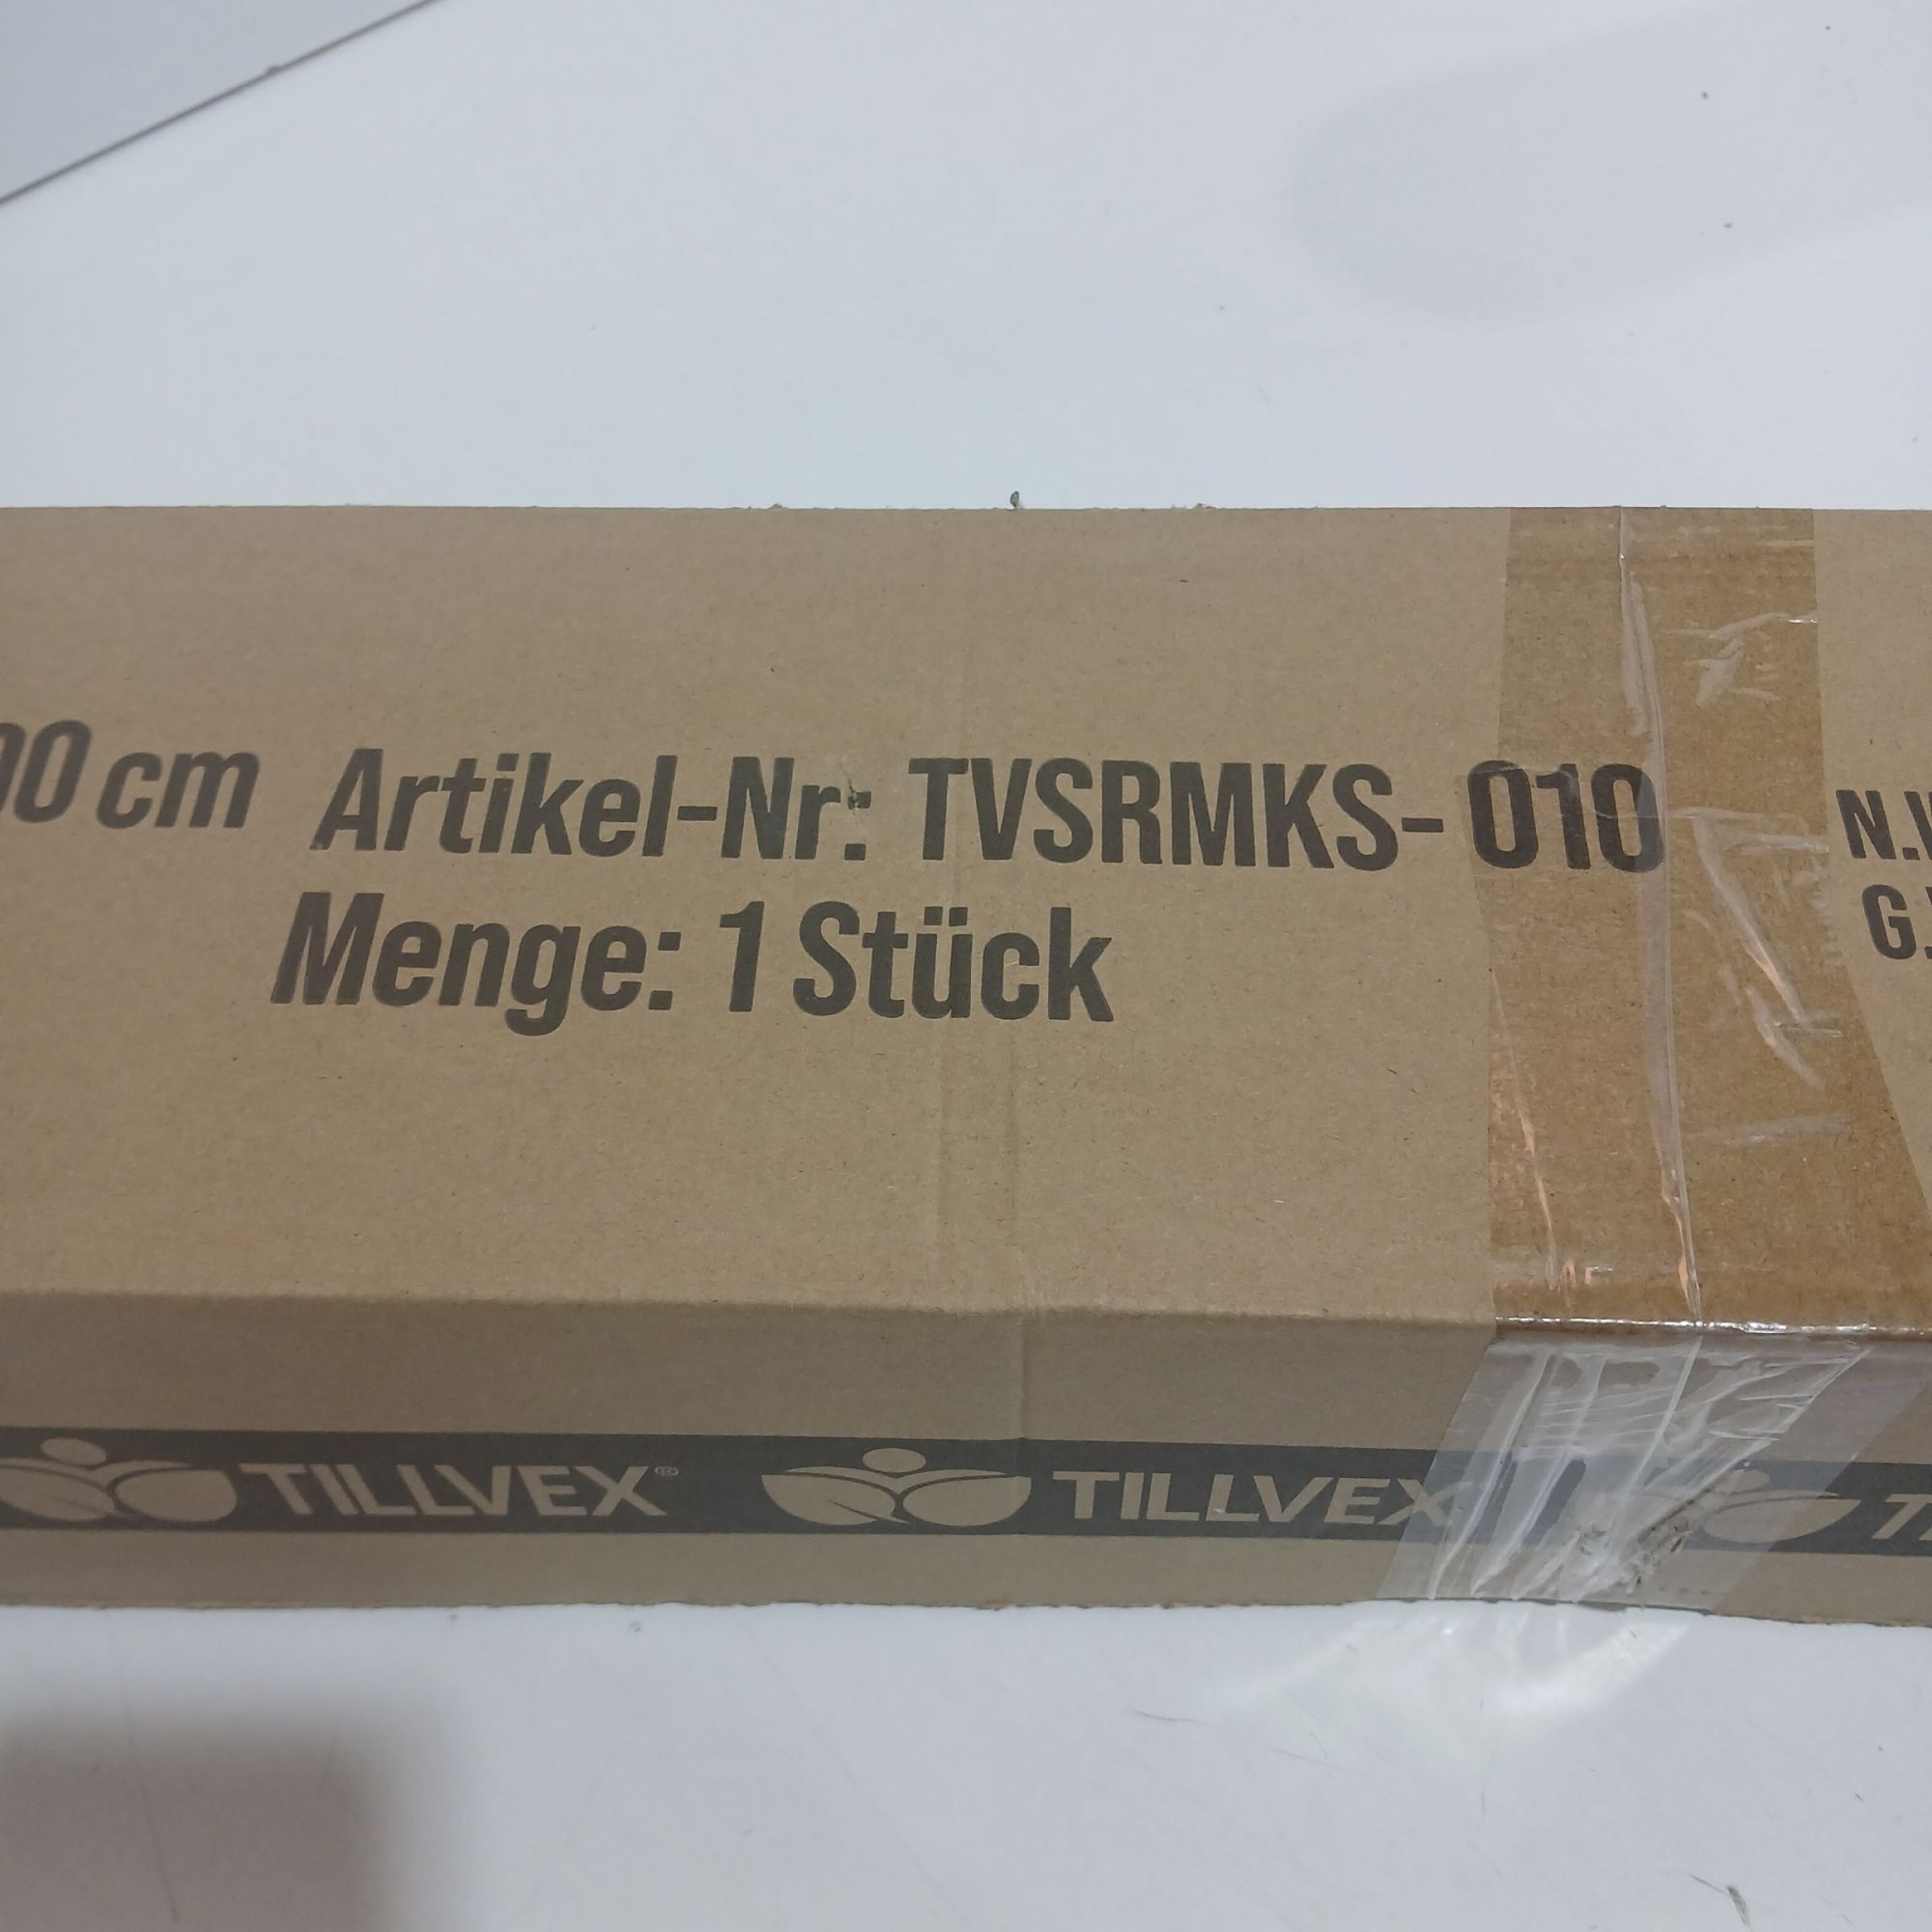 00 cm Artikel-Nr: TVSRMKS-010
Menge: 1 Stück
N.
G.
TILLVEX® TILLVEX